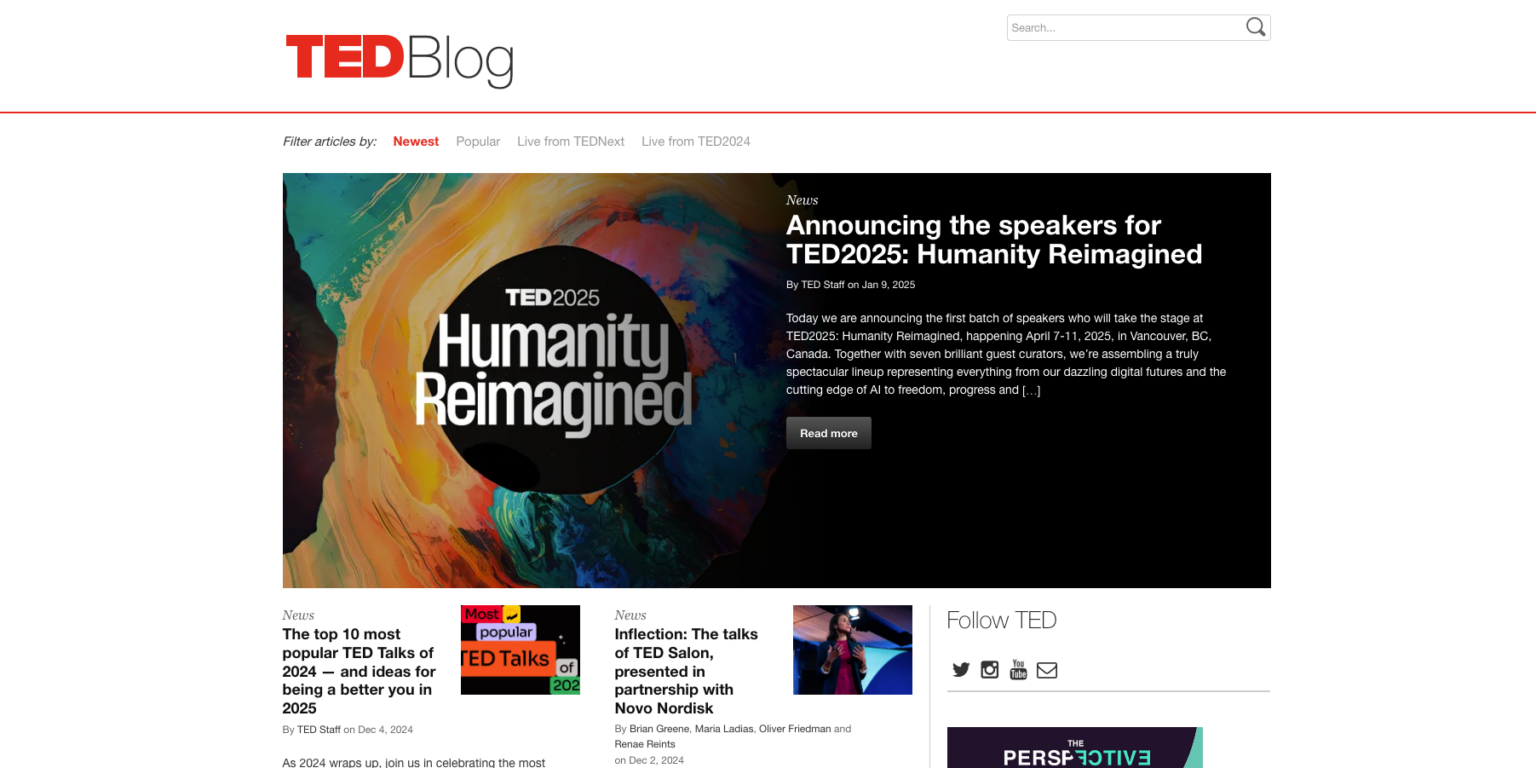 TEDBlog
Search...
Filter articles by: Newest Popular Live from TEDNext Live from TED2024
TED2025
Humanity
Reimagined
News
Announcing the speakers for
TED2025: Humanity Reimagined
By TED Staff on Jan 9, 2025
Today we are announcing the first batch of speakers who will take the stage at
TED2025: Humanity Reimagined, happening April 7-11, 2025, in Vancouver, BC,
Canada. Together with seven brilliant guest curators, we’re assembling a truly
spectacular lineup representing everything from our dazzling digital futures and the
cutting edge of AI to freedom, progress and […]
Read more
News
The top 10 most
popular TED Talks of
2024 — and ideas for
being a better you in
2025
By TED Staff on Dec 4, 2024
As 2024 wraps up, join us in celebrating the most
Most
popular
TED Talks
of
202
News
Inflection: The talks
of TED Salon,
presented in
partnership with
Novo Nordisk
By Brian Greene, Maria Ladias, Oliver Friedman and
Renae Reints
on Dec 2, 2024
Follow TED
You
Tube
THE
PERSPECTIVE